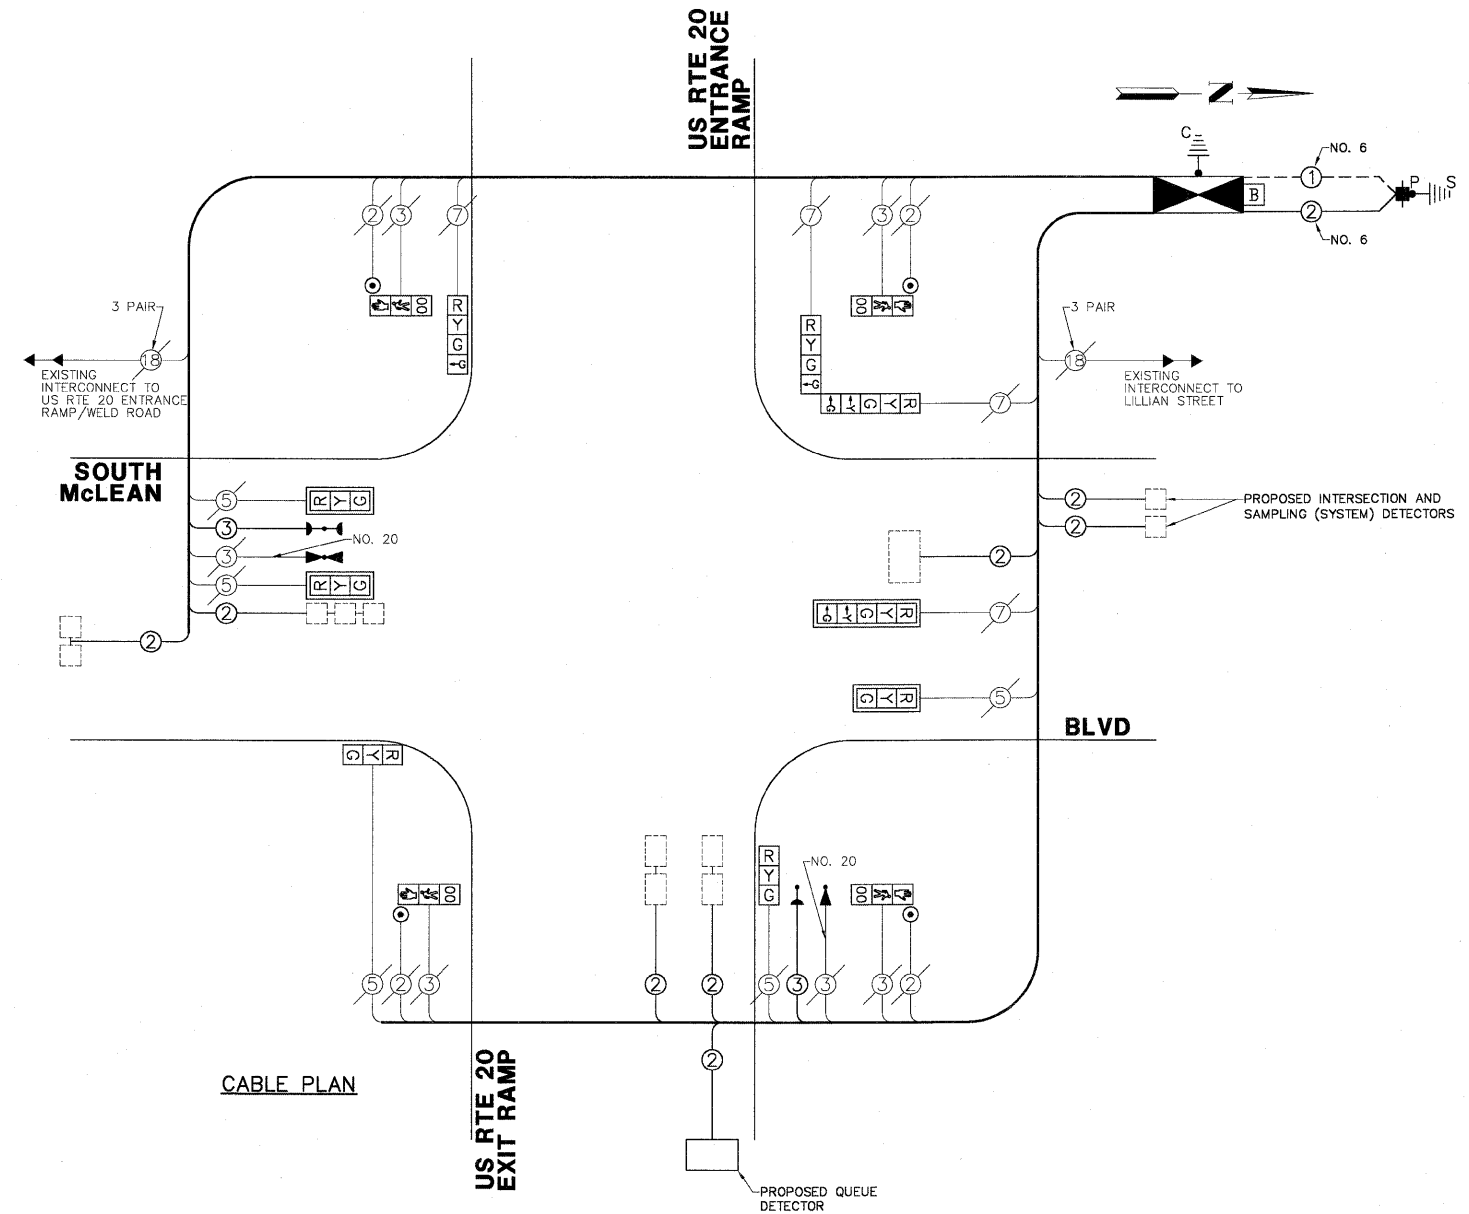 US RTE 20
ENTRANCE
RAMP
N
C
NO. 6
1
P
S
B
2
NO. 6
2
3
7
7
3
2
3 PAIR
18
EXISTING
INTERCONNECT TO
US RTE 20 ENTRANCE
RAMP/WELD ROAD
OO
R
Y
G
G
OO
R
Y
G
G
3 PAIR
18
EXISTING
INTERCONNECT TO
LILLIAN STREET
G Y G Y R
7
SOUTH
McLEAN
5
R Y G
3
NO. 20
3
5
R Y G
2
2
2
2
PROPOSED INTERSECTION AND
SAMPLING (SYSTEM) DETECTORS
2
G Y G Y R
7
G Y R
5
BLVD
G Y R
R
Y
G
NO. 20
OO
OO
5
2
3
2
2
5
3
3
3
2
2
CABLE PLAN
US RTE 20
EXIT RAMP
PROPOSED QUEUE
DETECTOR